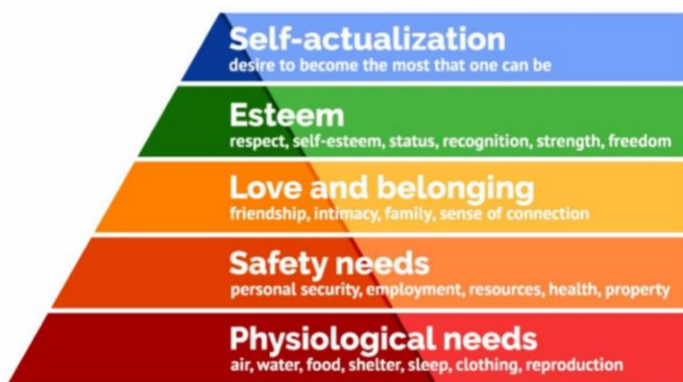 Self-actualization
desire to become the most that one can be
Esteem
respect, self-esteem, status, recognition, strength, freedom
Love and belonging
friendship, intimacy, family, sense of connection
Safety needs
personal security, employment, resources, health, property
Physiological needs
air, water, food, shelter, sleep, clothing, reproduction